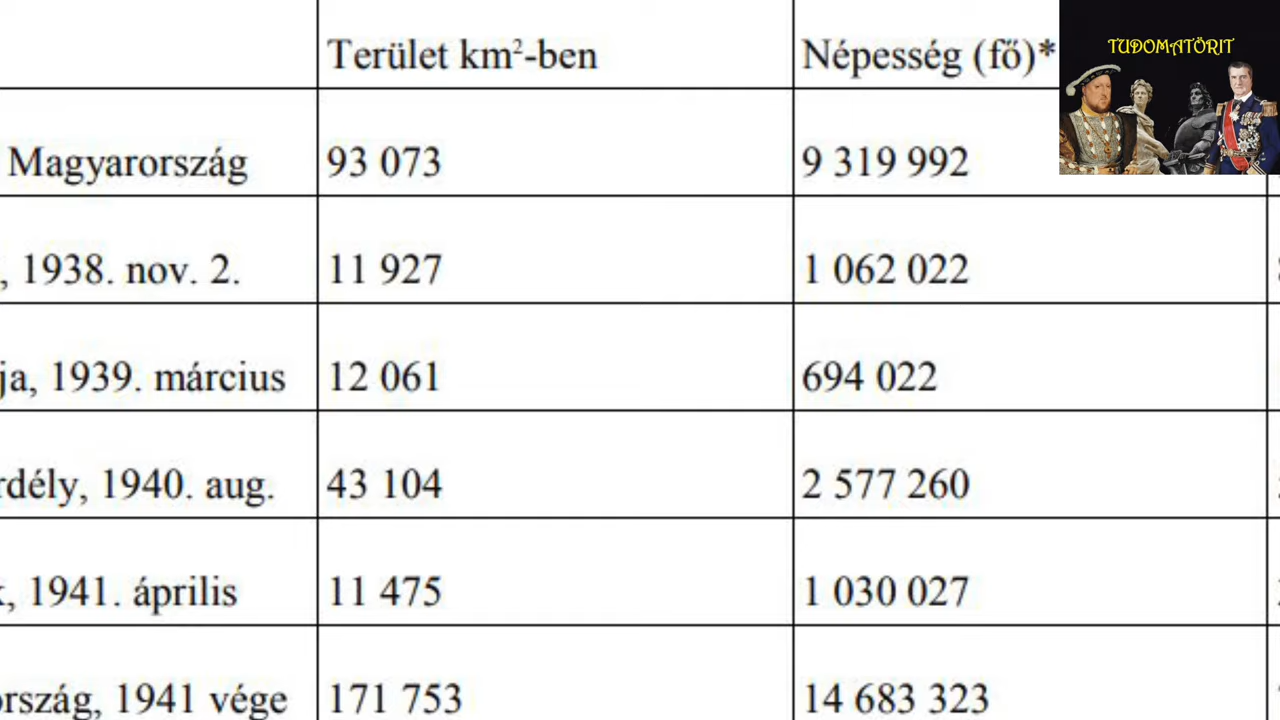 Terület km²-ben Népesség (fő)*
TUDOMATÖRIT
Magyarország 93 073 9 319 992
, 1938. nov. 2. 11 927 1 062 022
ja, 1939. március 12 061 694 022
rdély, 1940. aug. 43 104 2 577 260
, 1941. április 11 475 1 030 027
ország, 1941 vége 171 753 14 683 323